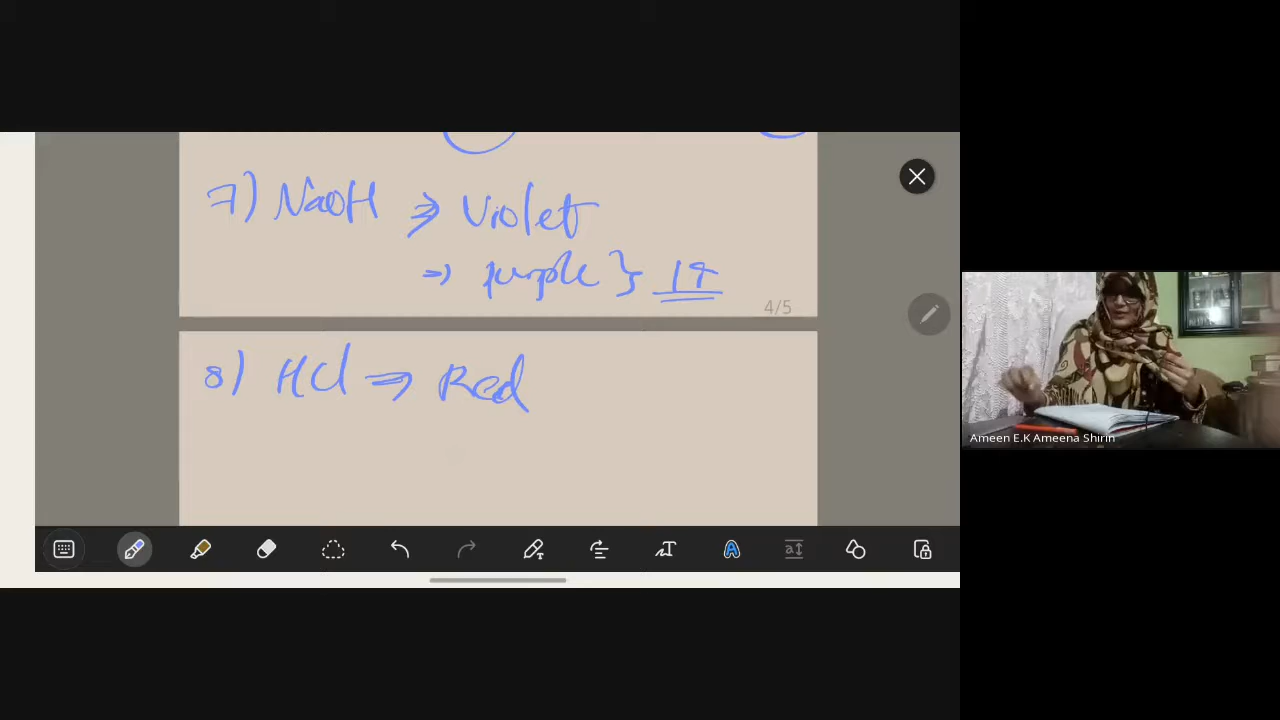 7) NaOH ⇒ Violet
⇒ purple } 14
4/5
8) HCl ⇒ Red
Ameen E.K Ameena Shirin